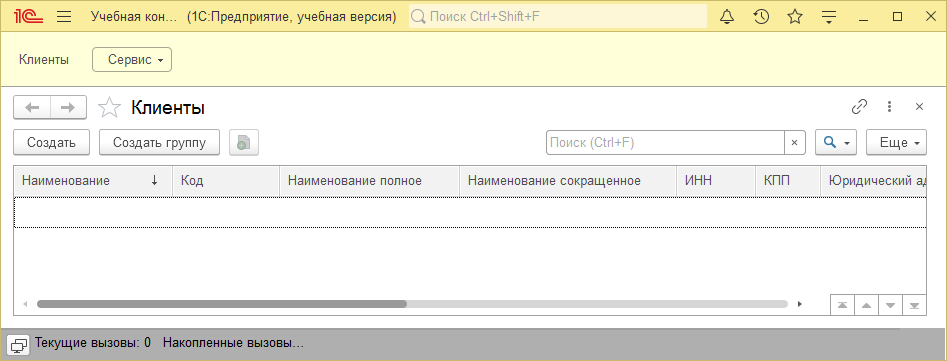 1С Учебная кон... (1С:Предприятие, учебная версия) Поиск Ctrl+Shift+F
Клиенты Сервис
Клиенты
Создать Создать группу Поиск (Ctrl+F) × Еще
Наименование ↓ Код Наименование полное Наименование сокращенное ИНН КПП Юридический ад
Текущие вызовы: 0 Накопленные вызовы...